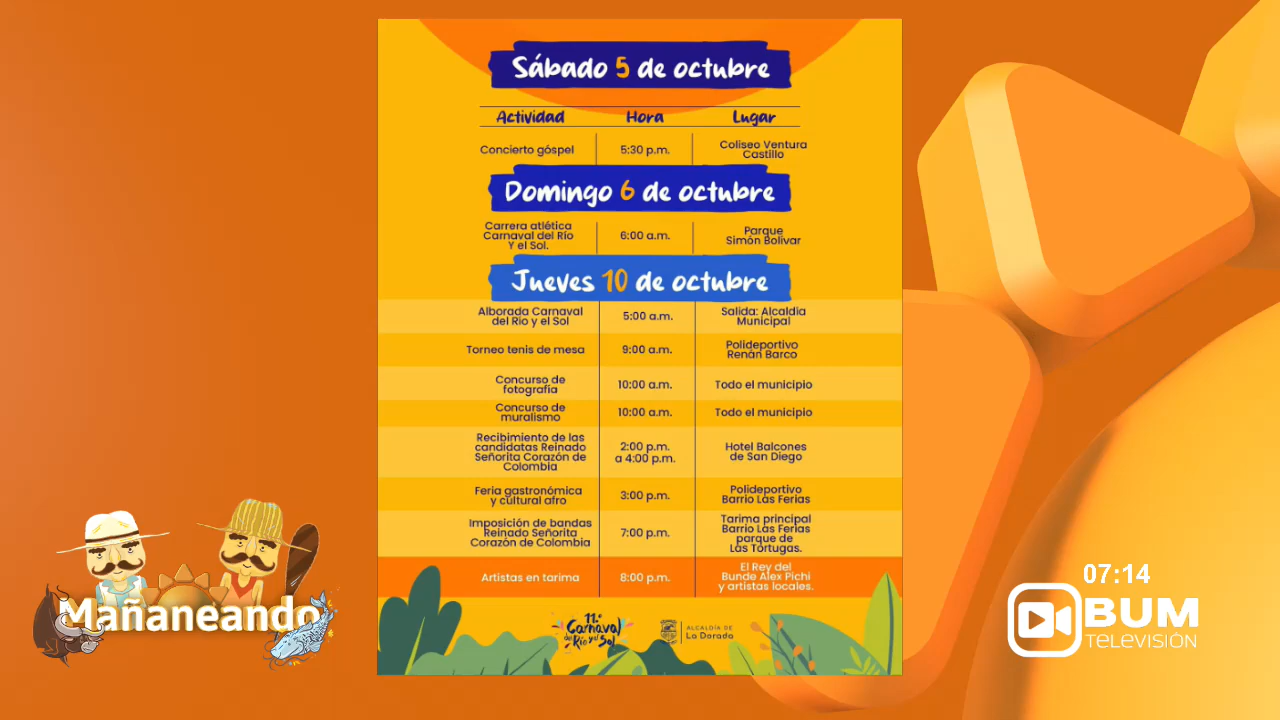 Sábado 5 de octubre
Actividad Hora Lugar
Concierto góspel 5:30 p.m. Coliseo Ventura
Castillo
Domingo 6 de octubre
Carrera atlética
Carnaval del Río
Y el Sol.
6:00 a.m.
Parque
Simón Bolívar
Jueves 10 de octubre
Alborada Carnaval
del Río y el Sol
5:00 a.m.
Salida: Alcaldía
Municipal
Torneo tenis de mesa
9:00 a.m.
Polideportivo
Renán Barco
Concurso de
fotografía
10:00 a.m.
Todo el municipio
Concurso de
muralismo
10:00 a.m.
Todo el municipio
Recibimiento de las
candidatas Reinado
Señorita Corazón de
Colombia
2:00 p.m.
a 4:00 p.m.
Hotel Balcones
de San Diego
Feria gastronómica
y cultural afro
3:00 p.m.
Polideportivo
Barrio Las Ferias
Imposición de bandas
Reinado Señorita
Corazón de Colombia
7:00 p.m.
Tarima principal
Barrio Las Ferias
parque de
Las Tortugas.
Artistas en tarima
8:00 p.m.
El Rey del
Bunde Alex Pichi
y artistas locales.
11.º
Carnaval
del Río y el Sol
ALCALDÍA DE
La Dorada
Mañaneando
07:14
BUM
TELEVISIÓN